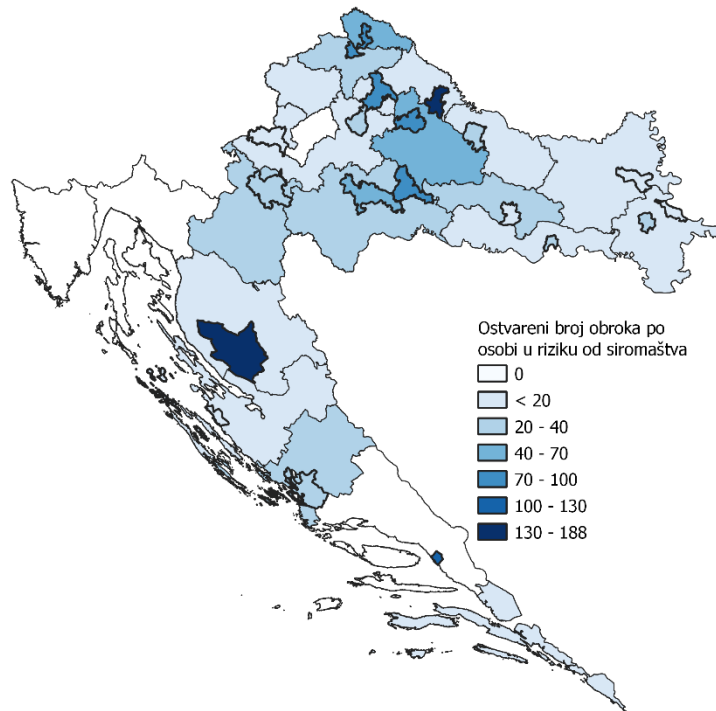 Ostvareni broj obroka po
osobi u riziku od siromaštva
0
< 20
20 - 40
40 - 70
70 - 100
100 - 130
130 - 188